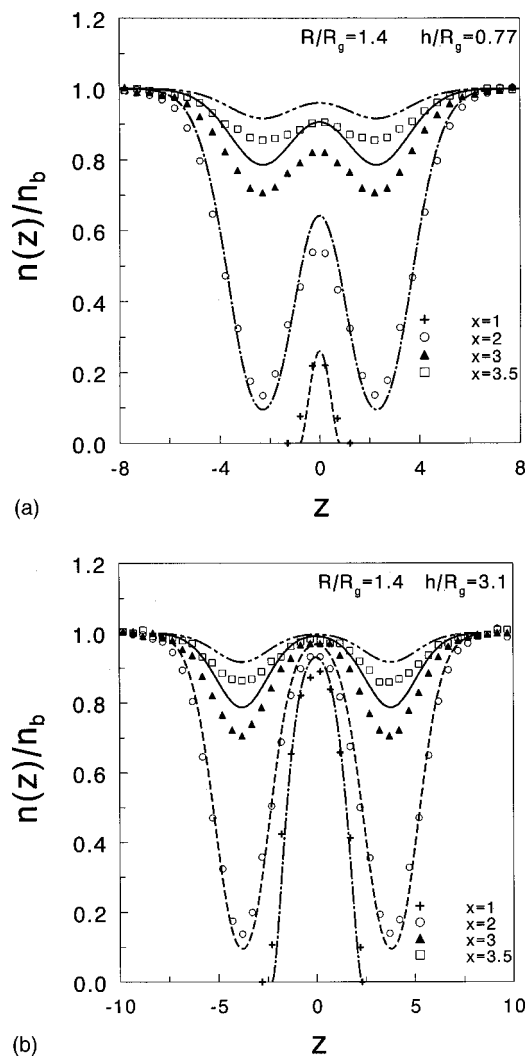 R/R_g=1.4 h/R_g=0.77
n(z)/n_b
1.2
1.0
0.8
0.6
0.4
0.2
0.0
+ x=1
○ x=2
▲ x=3
□ x=3.5
-8 -4 0 4 8
z
(a)
R/R_g=1.4 h/R_g=3.1
n(z)/n_b
1.2
1.0
0.8
0.6
0.4
0.2
0.0
+ x=1
○ x=2
▲ x=3
□ x=3.5
-10 -5 0 5 10
z
(b)